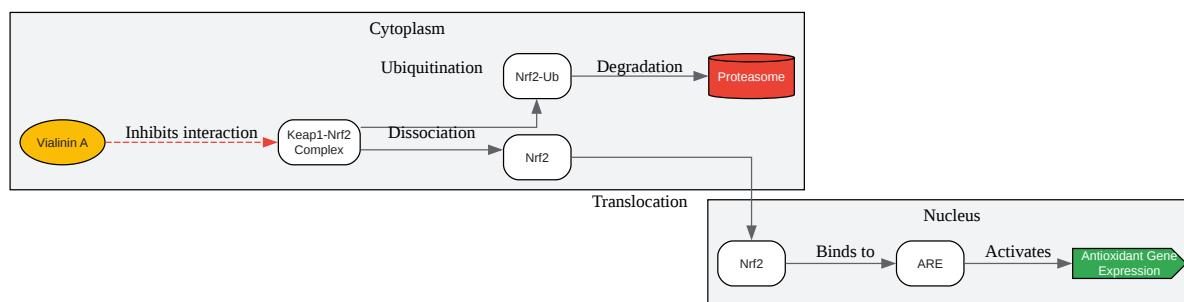 Cytoplasm
Ubiquitination
Nrf2-Ub
Degradation
Proteasome
Vialinin A
Inhibits interaction
Keap1-Nrf2
Complex
Dissociation
Nrf2
Translocation
Nucleus
Nrf2
Binds to
ARE
Activates
Antioxidant Gene
Expression